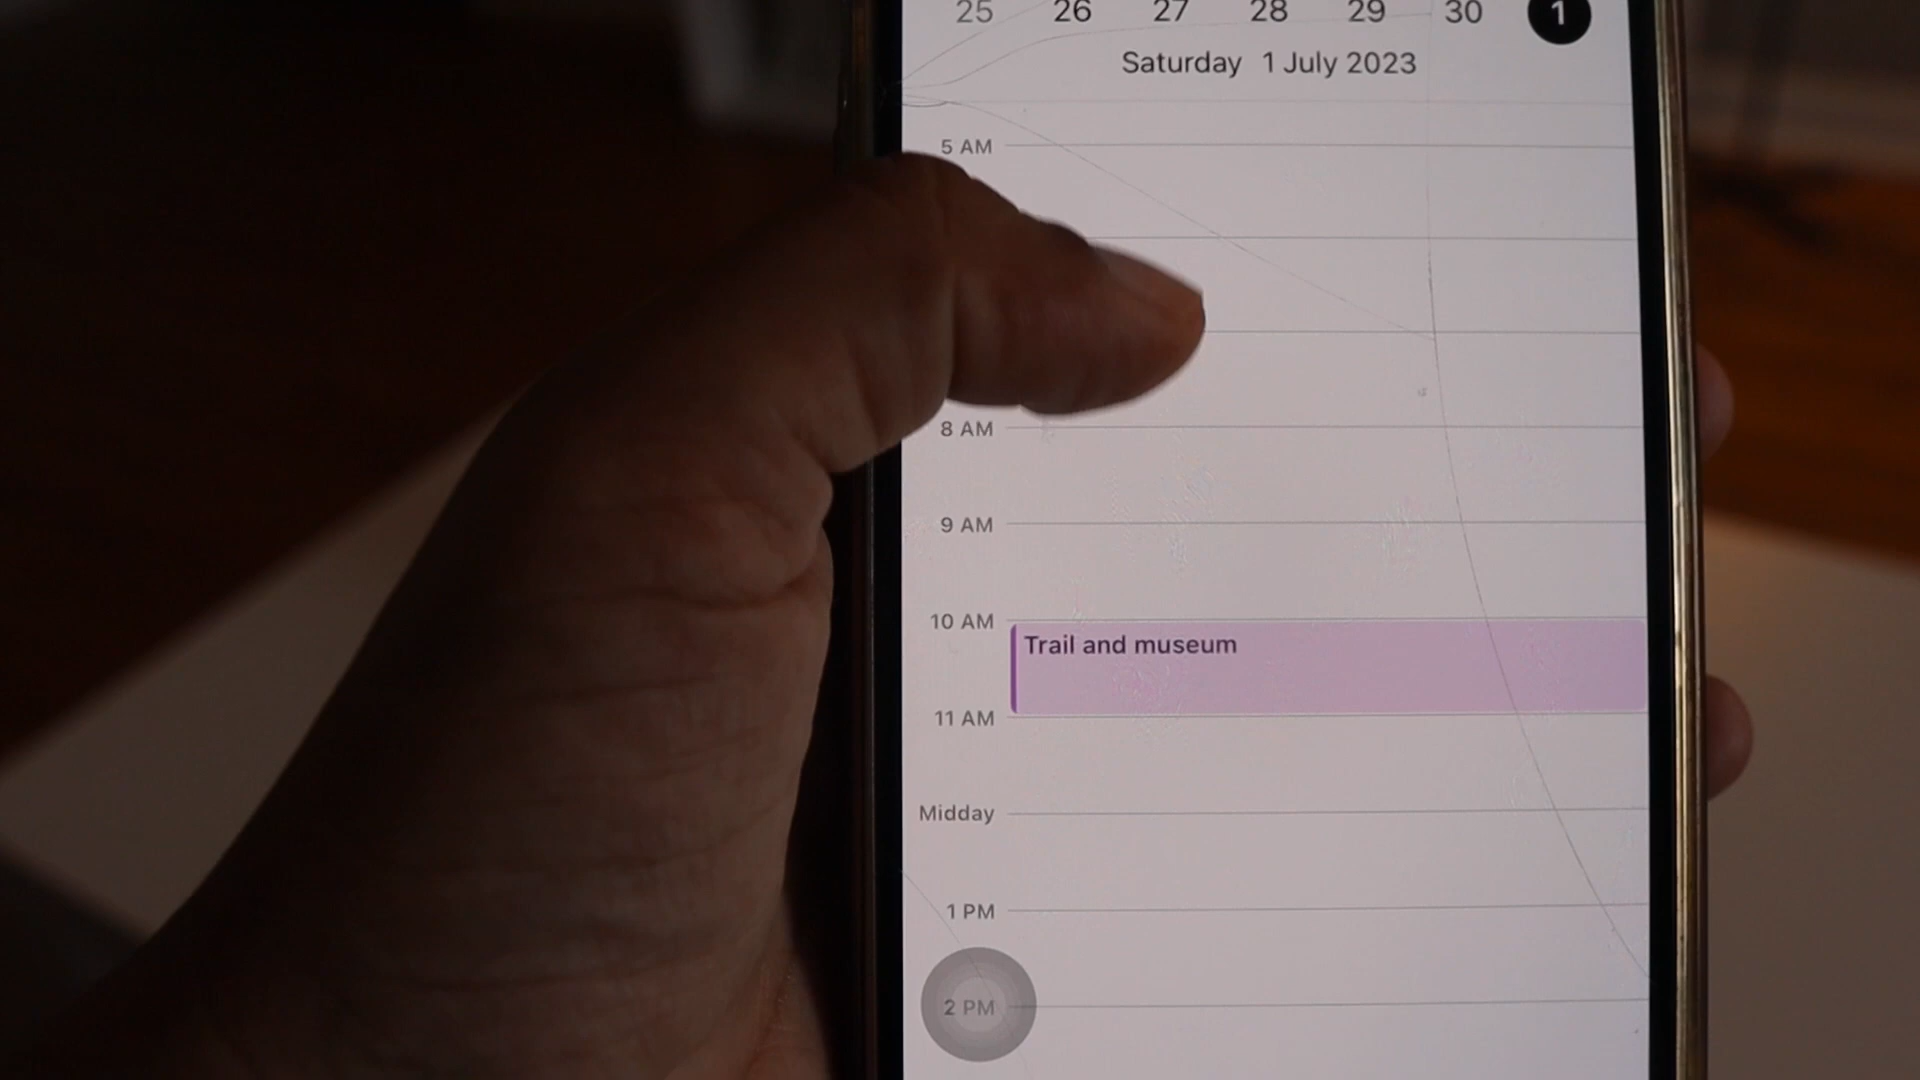 25 26 27 28 29 30 1
Saturday 1 July 2023
5 AM
8 AM
9 AM
10 AM
Trail and museum
11 AM
Midday
1 PM
2 PM